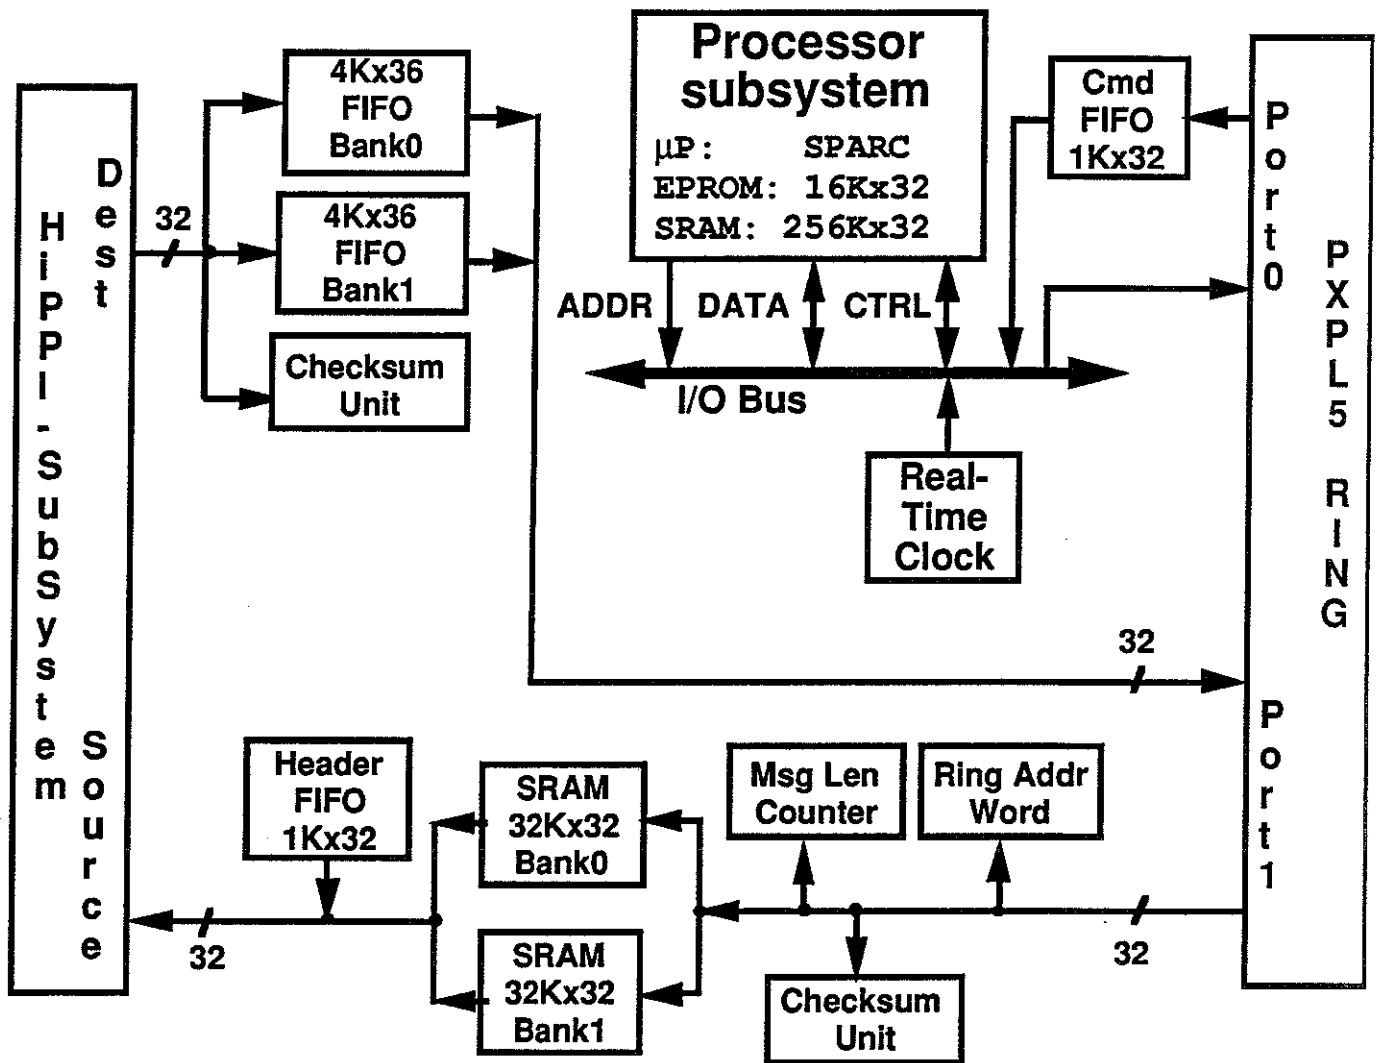 HiPPI-SubSystem
Dest
Source
32
4Kx36
FIFO
Bank0
4Kx36
FIFO
Bank1
Checksum
Unit
Processor
subsystem
µP: SPARC
EPROM: 16Kx32
SRAM: 256Kx32
ADDR
DATA
CTRL
I/O Bus
Real-
Time
Clock
Cmd
FIFO
1Kx32
Port0
PXPL5 RING
Port1
32
Header
FIFO
1Kx32
32
SRAM
32Kx32
Bank0
SRAM
32Kx32
Bank1
Msg Len
Counter
Ring Addr
Word
32
Checksum
Unit